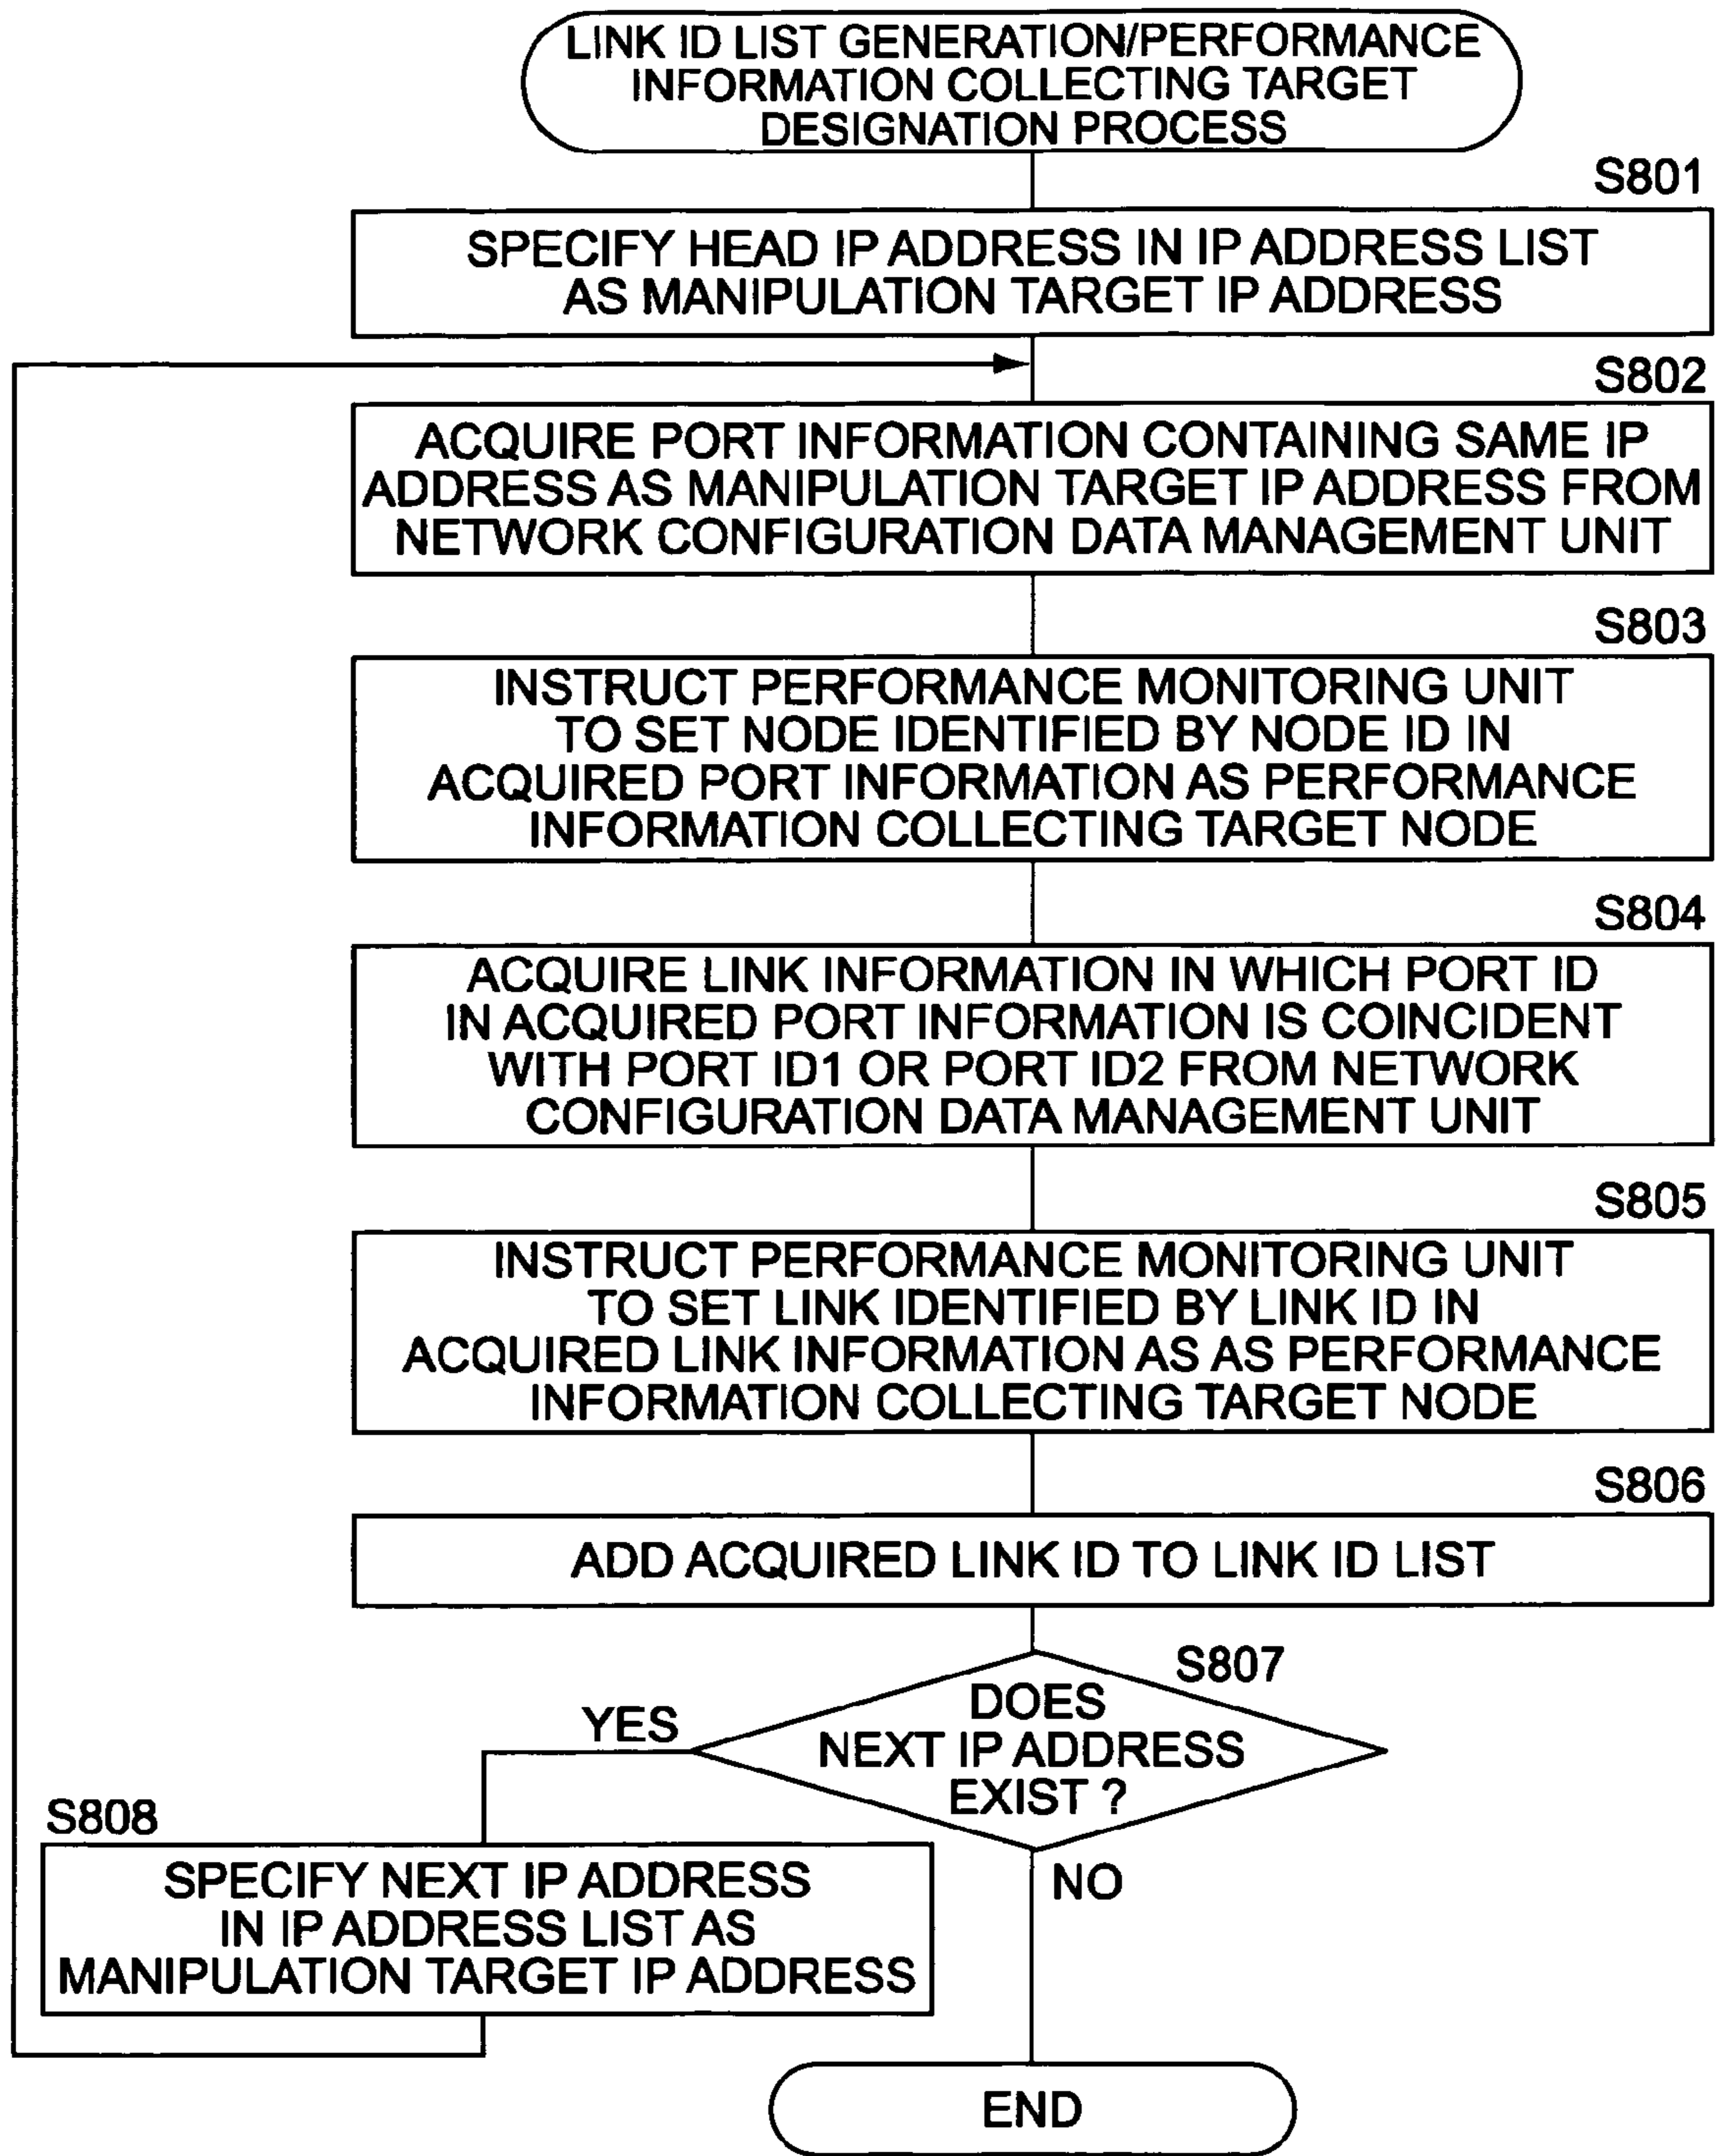 LINK ID LIST GENERATION/PERFORMANCE
INFORMATION COLLECTING TARGET
DESIGNATION PROCESS
S801
SPECIFY HEAD IP ADDRESS IN IP ADDRESS LIST
AS MANIPULATION TARGET IP ADDRESS
S802
ACQUIRE PORT INFORMATION CONTAINING SAME IP
ADDRESS AS MANIPULATION TARGET IP ADDRESS FROM
NETWORK CONFIGURATION DATA MANAGEMENT UNIT
S803
INSTRUCT PERFORMANCE MONITORING UNIT
TO SET NODE IDENTIFIED BY NODE ID IN
ACQUIRED PORT INFORMATION AS PERFORMANCE
INFORMATION COLLECTING TARGET NODE
S804
ACQUIRE LINK INFORMATION IN WHICH PORT ID
IN ACQUIRED PORT INFORMATION IS COINCIDENT
WITH PORT ID1 OR PORT ID2 FROM NETWORK
CONFIGURATION DATA MANAGEMENT UNIT
S805
INSTRUCT PERFORMANCE MONITORING UNIT
TO SET LINK IDENTIFIED BY LINK ID IN
ACQUIRED LINK INFORMATION AS AS PERFORMANCE
INFORMATION COLLECTING TARGET NODE
S806
ADD ACQUIRED LINK ID TO LINK ID LIST
S807
DOES
NEXT IP ADDRESS
EXIST ?
YES
NO
S808
SPECIFY NEXT IP ADDRESS
IN IP ADDRESS LIST AS
MANIPULATION TARGET IP ADDRESS
END